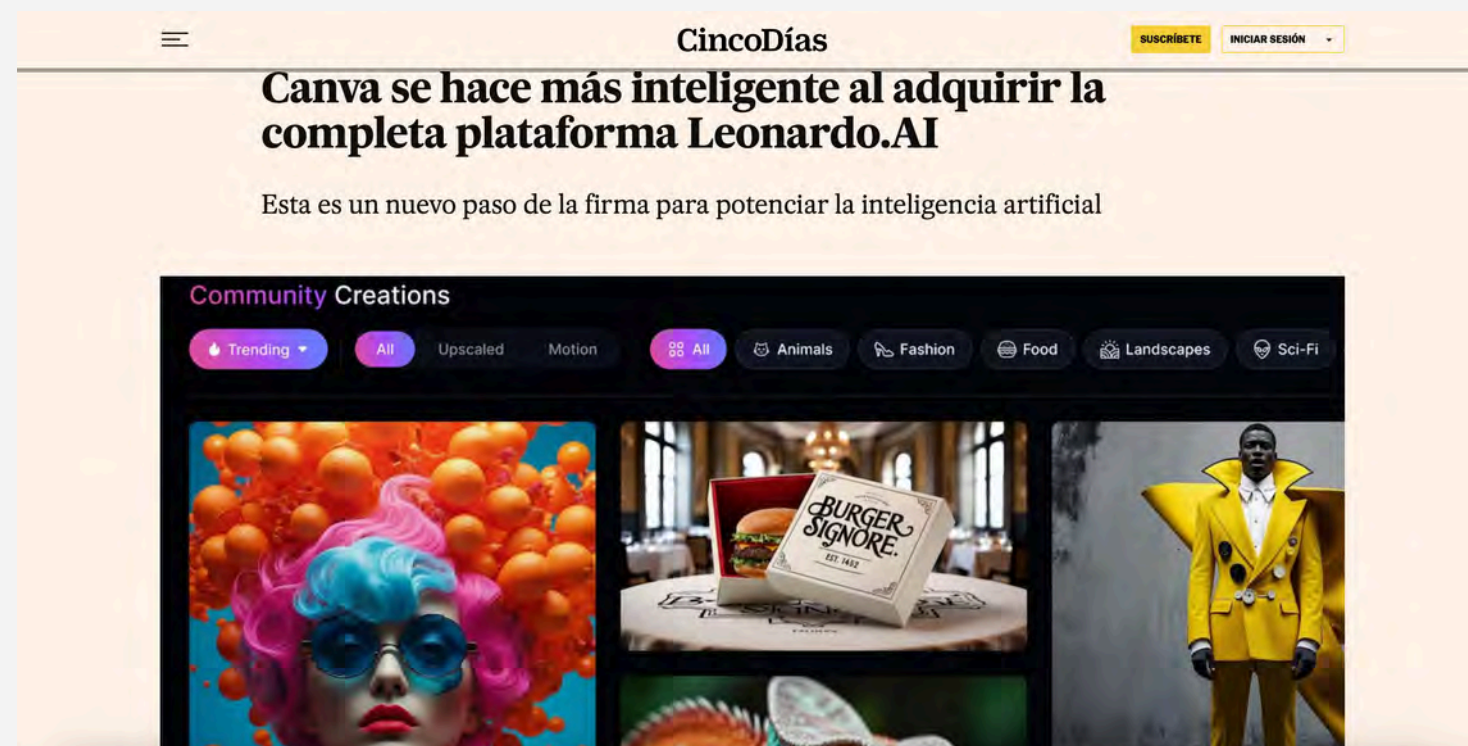 CincoDías
SUSCRÍBETE
INICIAR SESIÓN
Canva se hace más inteligente al adquirir la
completa plataforma Leonardo.AI
Esta es un nuevo paso de la firma para potenciar la inteligencia artificial
Community Creations
Trending
All
Upscaled
Motion
All
Animals
Fashion
Food
Landscapes
Sci-Fi
BURGER
SIGNORE.
EST. 1452